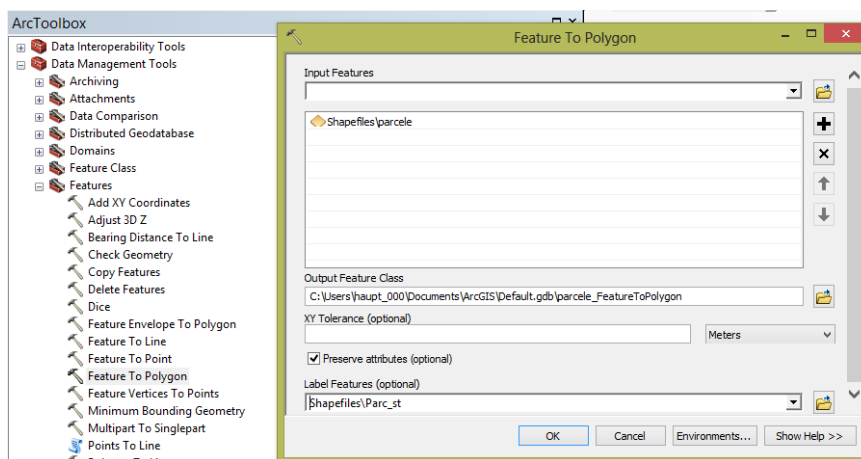 ArcToolbox
Data Interoperability Tools
Data Management Tools
Archiving
Attachments
Data Comparison
Distributed Geodatabase
Domains
Feature Class
Features
Add XY Coordinates
Adjust 3D Z
Bearing Distance To Line
Check Geometry
Copy Features
Delete Features
Dice
Feature Envelope To Polygon
Feature To Line
Feature To Point
Feature To Polygon
Feature Vertices To Points
Minimum Bounding Geometry
Multipart To Singlepart
Points To Line
Feature To Polygon
Input Features
Shapefiles\parcele
Output Feature Class
C:\Users\haupt_000\Documents\ArcGIS\Default.gdb\parcele_FeatureToPolygon
XY Tolerance (optional)
Meters
Preserve attributes (optional)
Label Features (optional)
Shapefiles\Parc_st
OK Cancel Environments... Show Help >>